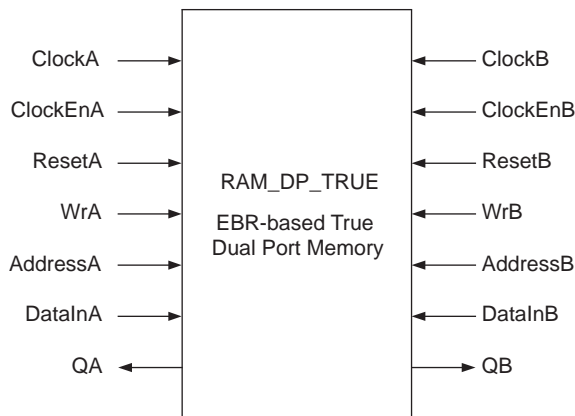 ClockA
ClockB
ClockEnA
ClockEnB
ResetA
ResetB
RAM_DP_TRUE
WrA
WrB
EBR-based True
Dual Port Memory
AddressA
AddressB
DataInA
DataInB
QA
QB